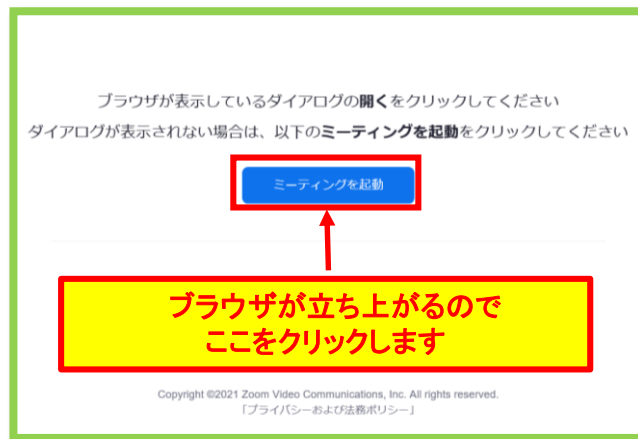 ブラウザが表示しているダイアログの開くをクリックしてください
ダイアログが表示されない場合は、以下のミーティングを起動をクリックしてください
ミーティングを起動
ブラウザが立ち上がるので
ここをクリックします
Copyright ©2021 Zoom Video Communications, Inc. All rights reserved.
「プライバシーおよび法務ポリシー」